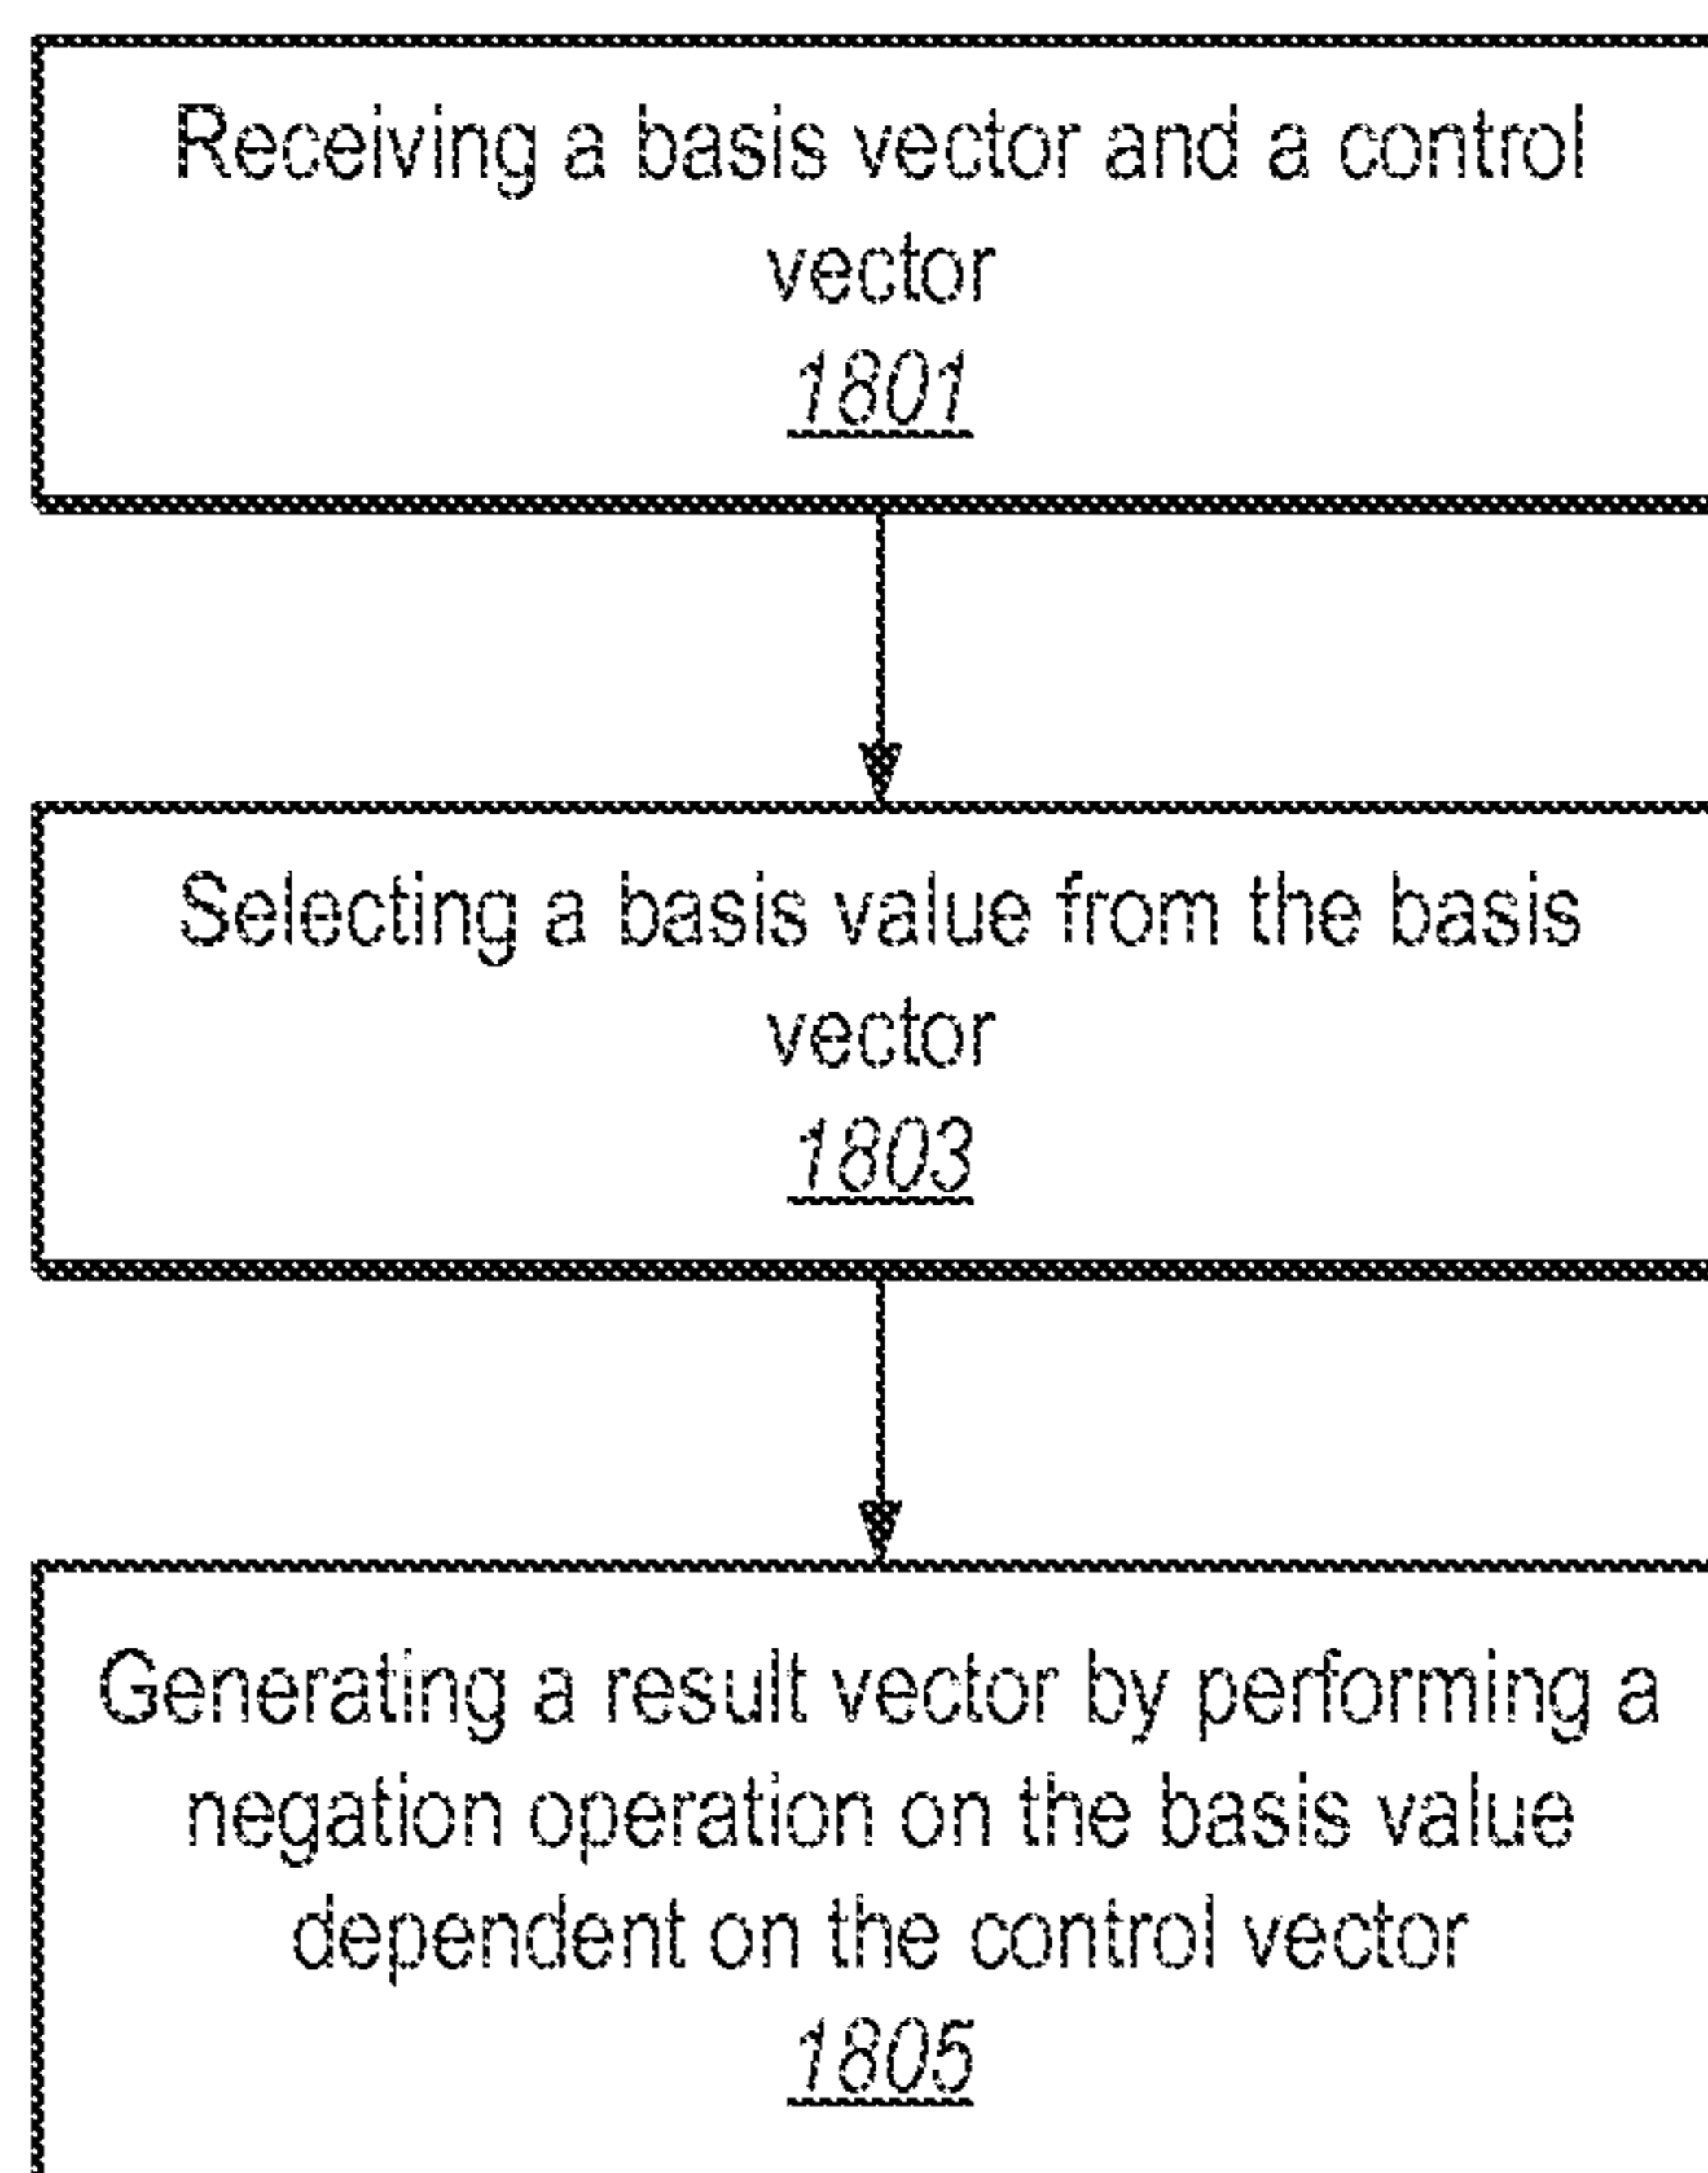 Receiving a basis vector and a control
vector
1801
Selecting a basis value from the basis
vector
1803
Generating a result vector by performing a
negation operation on the basis value
dependent on the control vector
1805